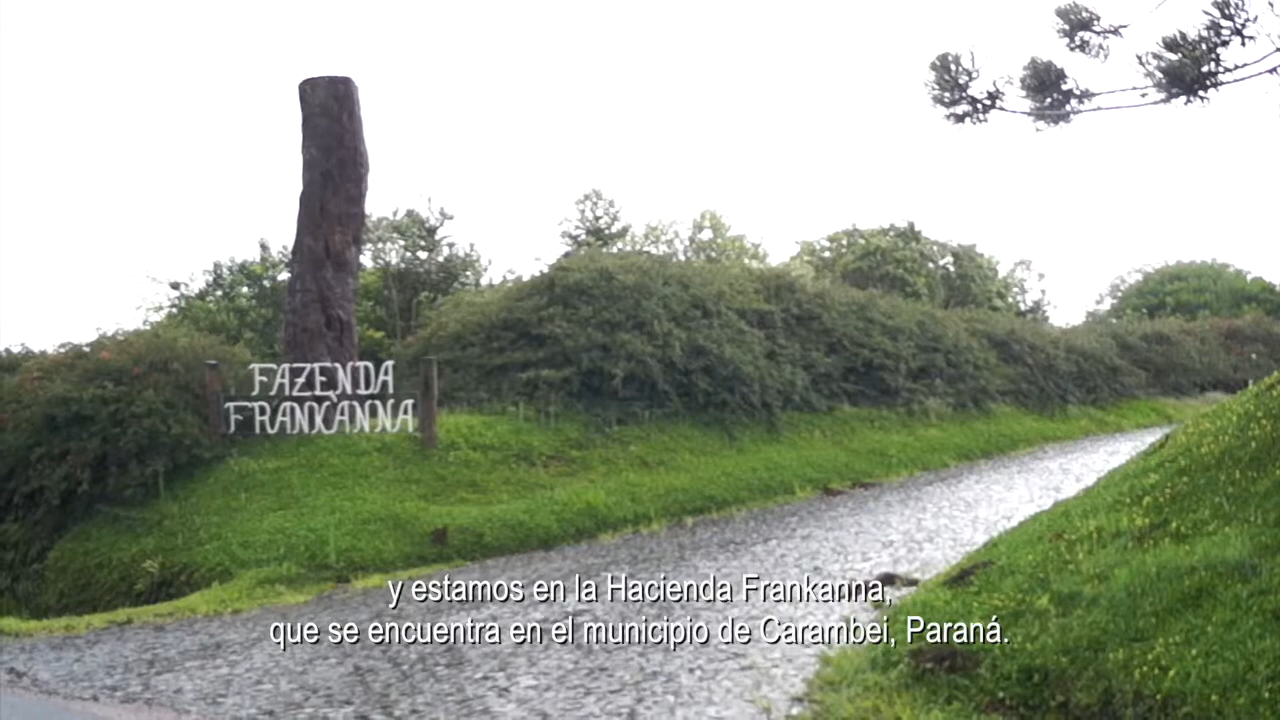 FAZENDA
FRANKANNA
y estamos en la Hacienda Frankanna,
que se encuentra en el municipio de Carambei, Paraná.